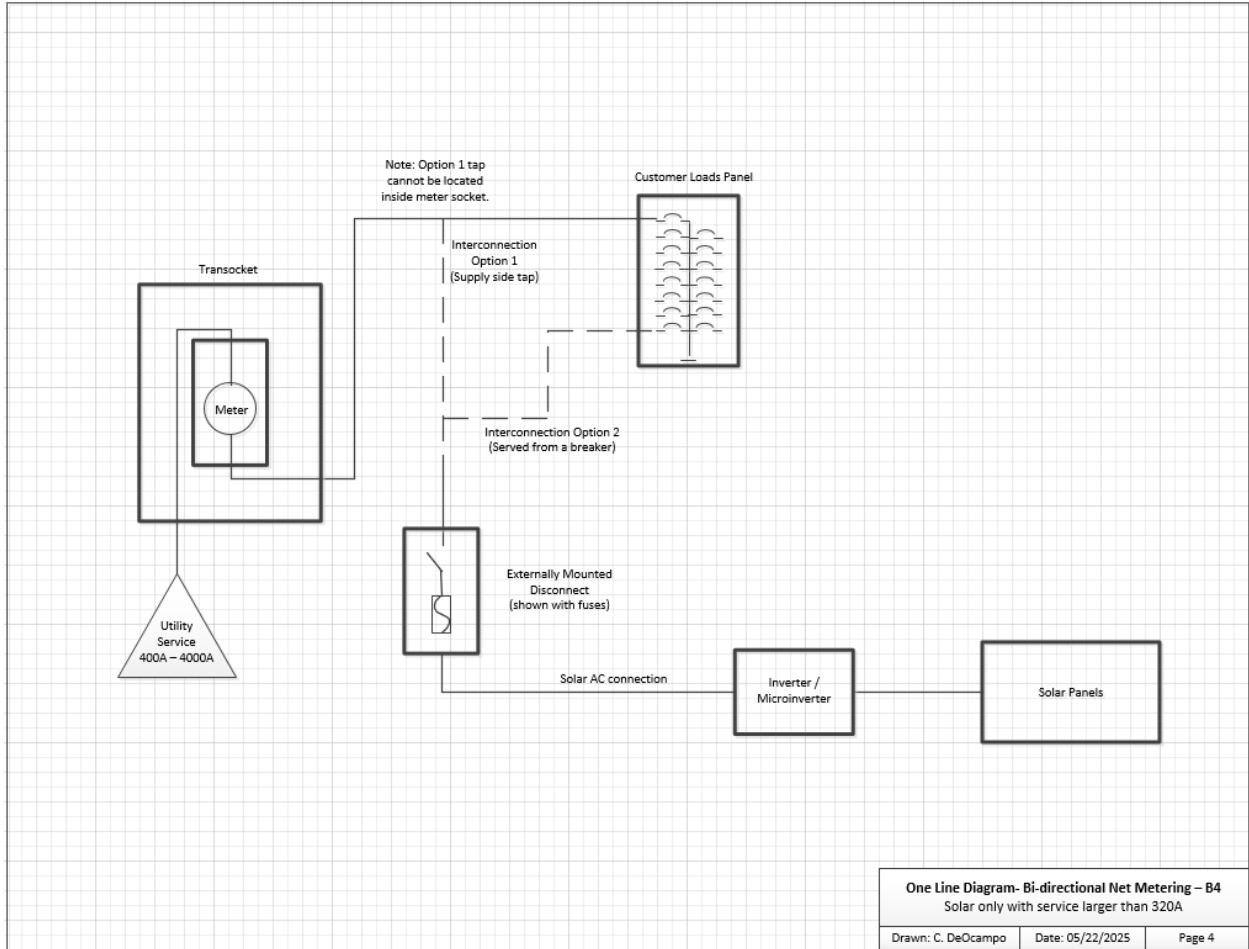 Note: Option 1 tap
cannot be located
inside meter socket.
Customer Loads Panel
Interconnection
Option 1
(Supply side tap)
Transocket
Meter
Interconnection Option 2
(Served from a breaker)
Externally Mounted
Disconnect
(shown with fuses)
Utility
Service
400A – 4000A
Solar AC connection
Inverter /
Microinverter
Solar Panels
One Line Diagram- Bi-directional Net Metering – B4
Solar only with service larger than 320A
Drawn: C. DeOcampo
Date: 05/22/2025
Page 4